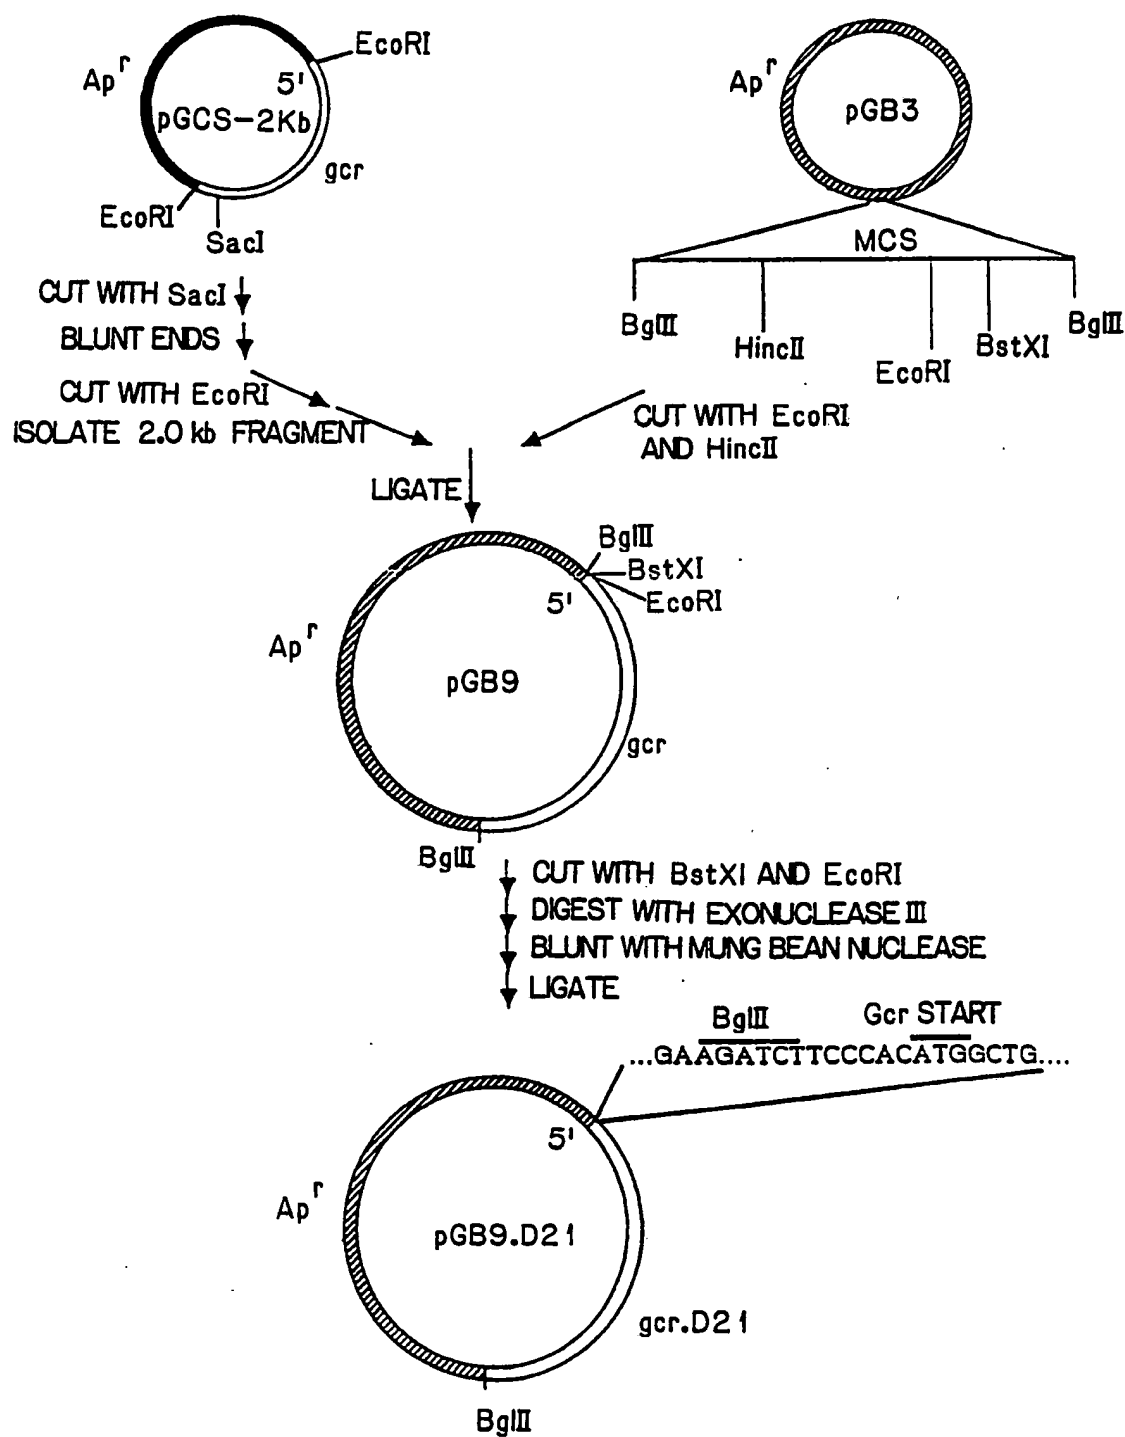 EcoRI
Ap r
5'
pGCS-2Kb
gcr
EcoRI
SacI
Ap r
pGB3
MCS
BglII
HincII
EcoRI
BstXI
BglII
CUT WITH SacI
BLUNT ENDS
CUT WITH EcoRI
ISOLATE 2.0 kb FRAGMENT
CUT WITH EcoRI
AND HincII
LIGATE
BglII
BstXI
EcoRI
5'
Ap r
pGB9
gcr
BglII
CUT WITH BstXI AND EcoRI
DIGEST WITH EXONUCLEASE III
BLUNT WITH MUNG BEAN NUCLEASE
LIGATE
BglII
Gcr START
...GAAGATCTTCCCACATGGCTG....
5'
Ap r
pGB9.D21
gcr.D21
BglII